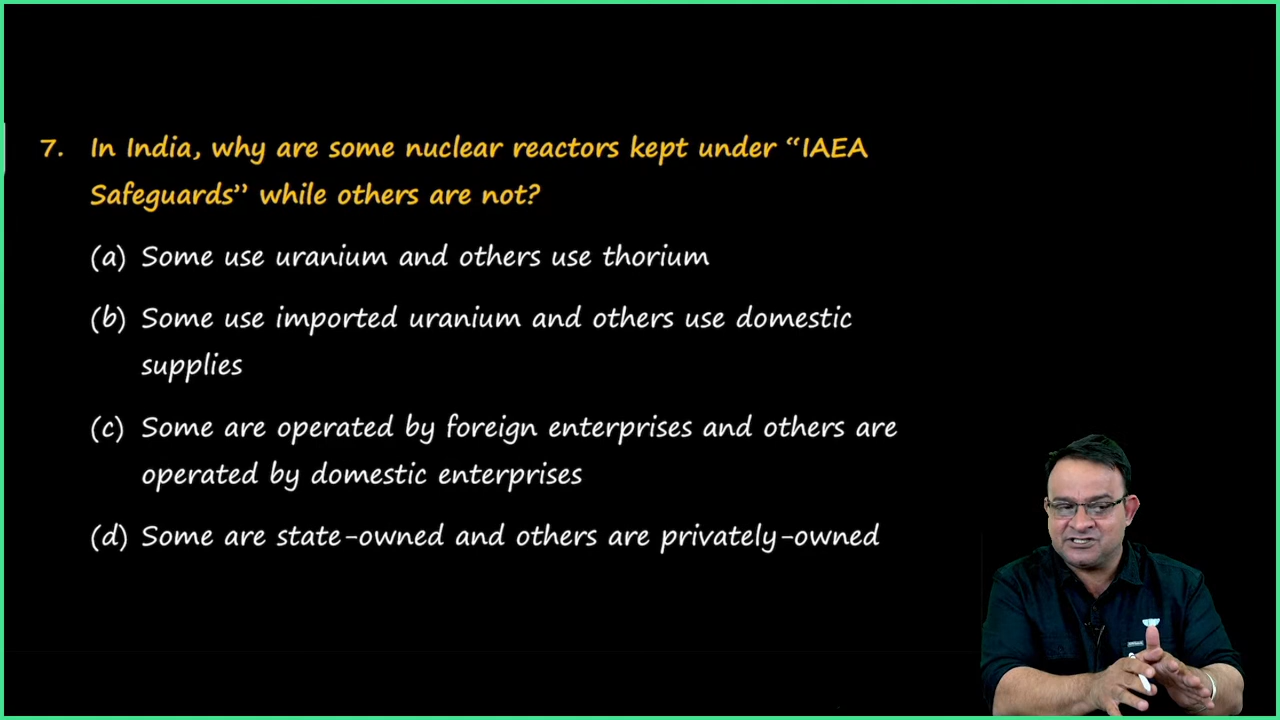 7. In India, why are some nuclear reactors kept under “IAEA
Safeguards” while others are not?
(a) Some use uranium and others use thorium
(b) Some use imported uranium and others use domestic
supplies
(c) Some are operated by foreign enterprises and others are
operated by domestic enterprises
(d) Some are state-owned and others are privately-owned